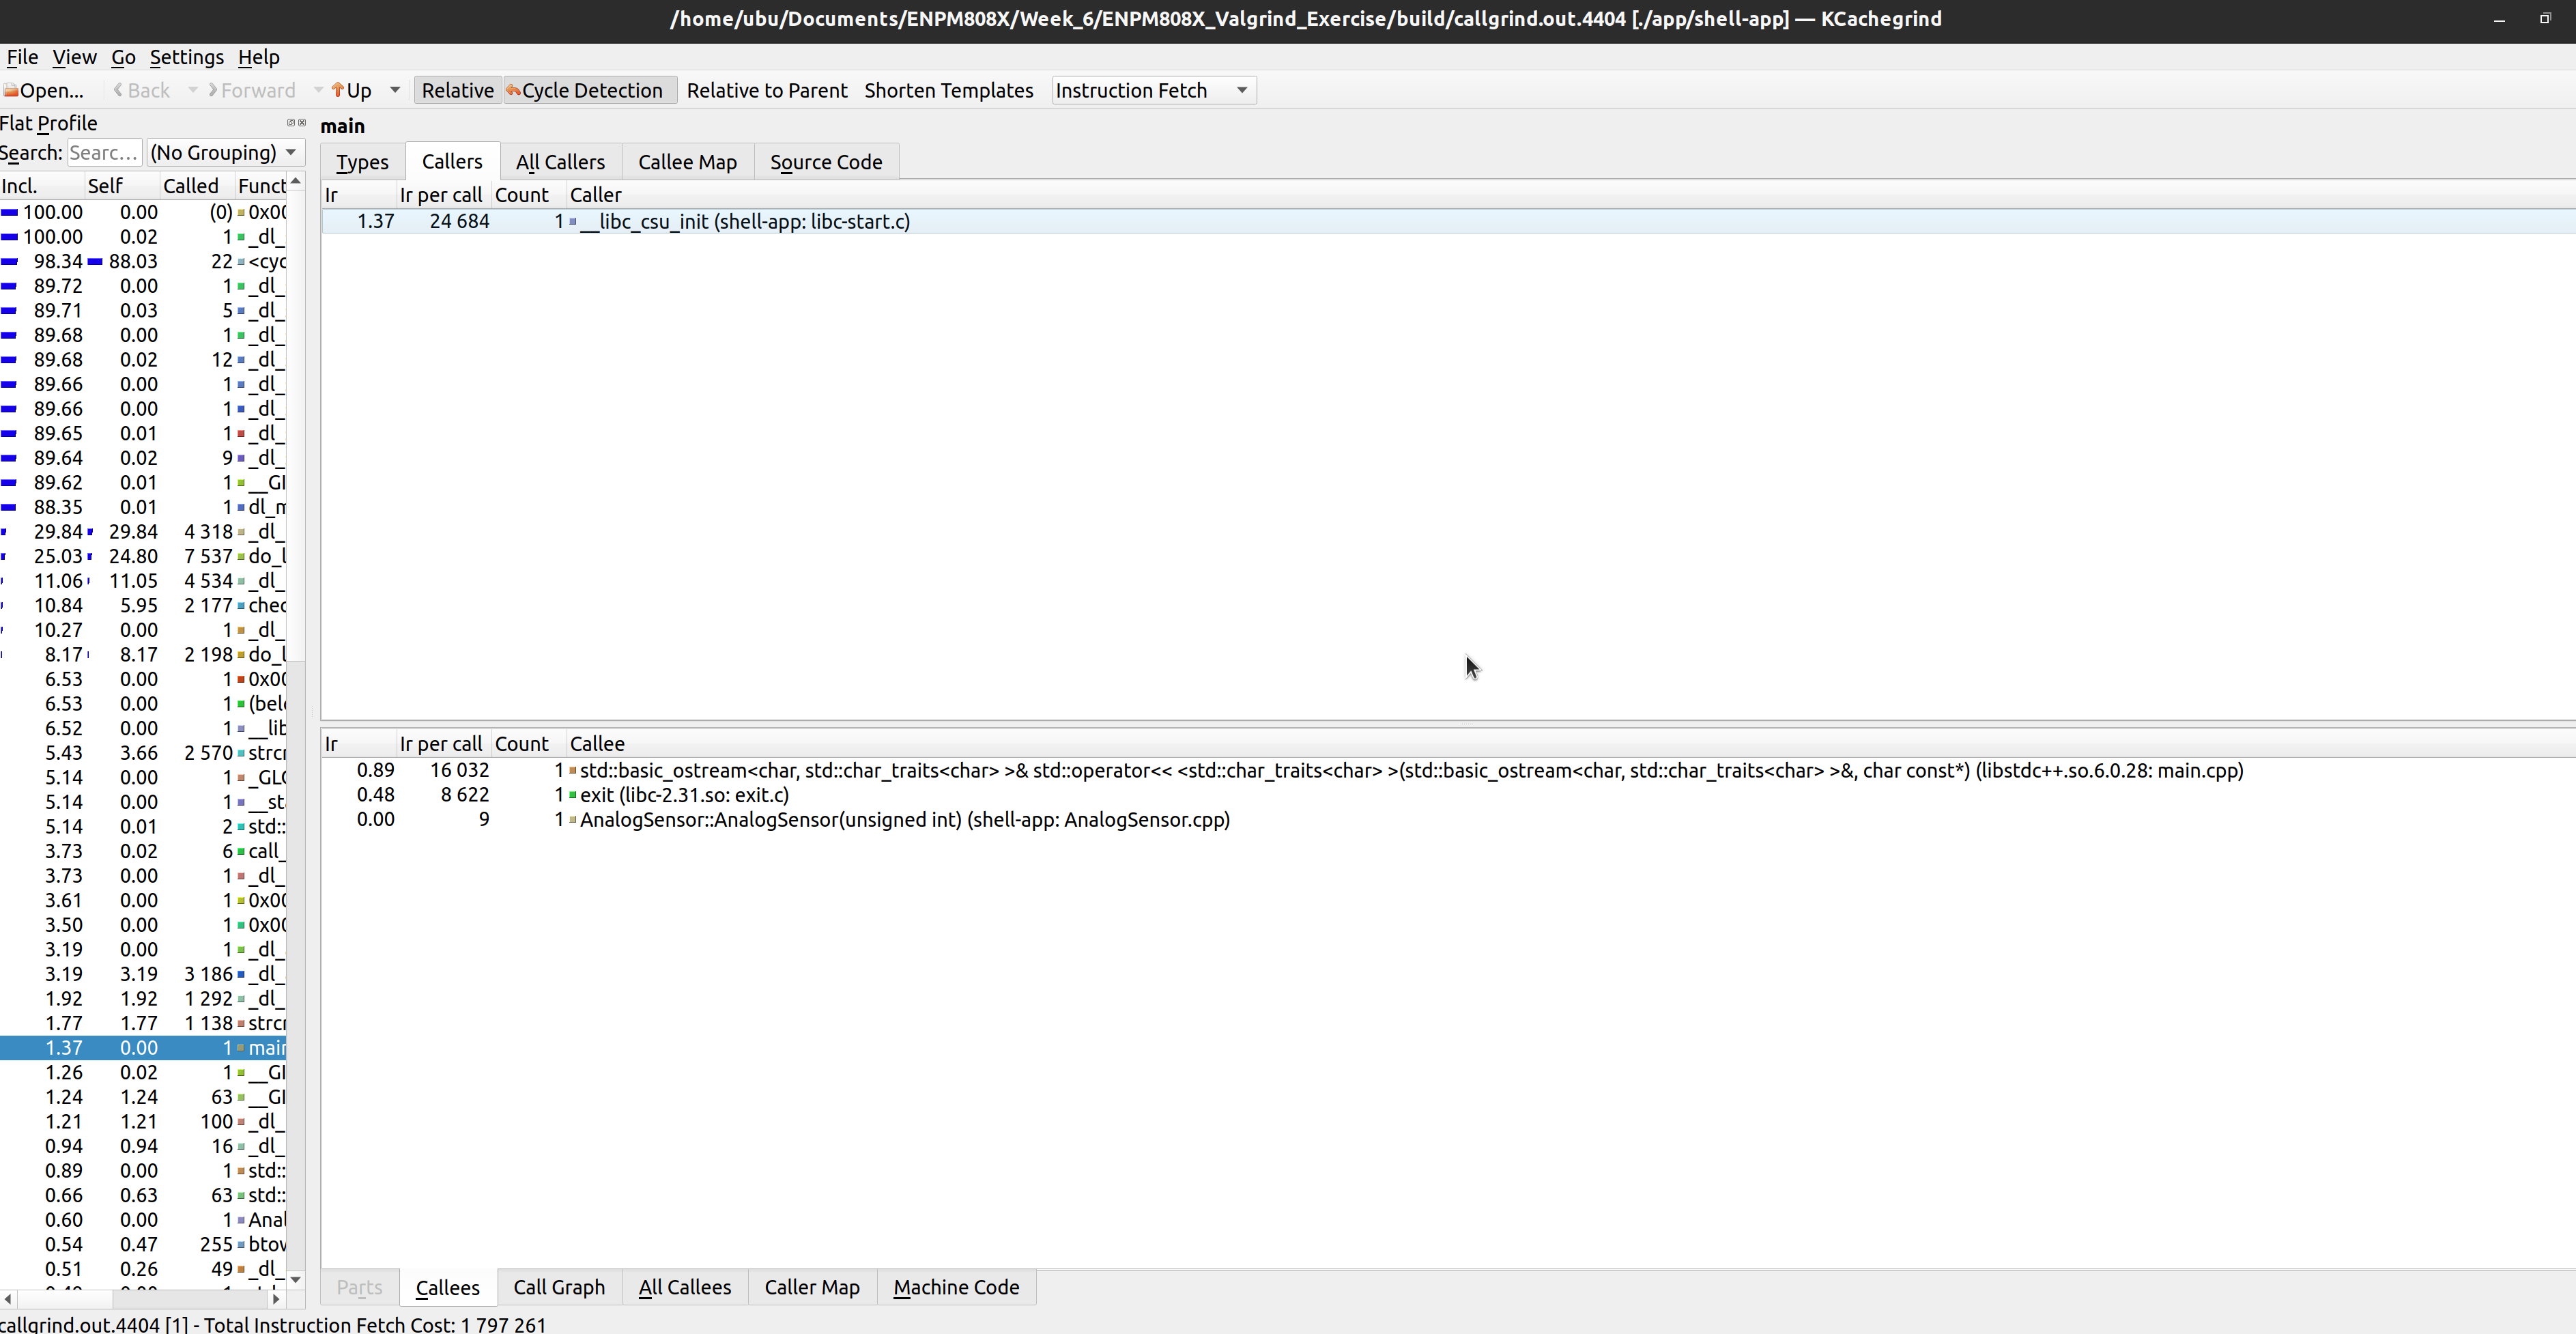 /home/ubu/Documents/ENPM808X/Week_6/ENPM808X_Valgrind_Exercise/build/callgrind.out.4404 [./app/shell-app] — KCachegrind
File View Go Settings Help
Open... Back Forward Up Relative Cycle Detection Relative to Parent Shorten Templates Instruction Fetch
Flat Profile
Search: Searc... (No Grouping)
Incl. Self Called Funct
100.00 0.00 (0) 0x00
100.00 0.02 1 _dl_
98.34 88.03 22 <cyc
89.72 0.00 1 _dl_
89.71 0.03 5 _dl_
89.68 0.00 1 _dl_
89.68 0.02 12 _dl_
89.66 0.00 1 _dl_
89.66 0.00 1 _dl_
89.65 0.01 1 _dl_
89.64 0.02 9 _dl_
89.62 0.01 1 __GI
88.35 0.01 1 dl_m
29.84 29.84 4 318 _dl_
25.03 24.80 7 537 do_l
11.06 11.05 4 534 _dl_
10.84 5.95 2 177 chec
10.27 0.00 1 _dl_
8.17 8.17 2 198 do_l
6.53 0.00 1 0x00
6.53 0.00 1 (belo
6.52 0.00 1 __lib
5.43 3.66 2 570 strcm
5.14 0.00 1 _GLO
5.14 0.00 1 __st
5.14 0.01 2 std::
3.73 0.02 6 call_
3.73 0.00 1 _dl_
3.61 0.00 1 0x00
3.50 0.00 1 0x00
3.19 0.00 1 _dl_
3.19 3.19 3 186 _dl_
1.92 1.92 1 292 _dl_
1.77 1.77 1 138 strcm
1.37 0.00 1 main
1.26 0.02 1 __GI
1.24 1.24 63 __GI
1.21 1.21 100 _dl_
0.94 0.94 16 _dl_
0.89 0.00 1 std::
0.66 0.63 63 std::
0.60 0.00 1 Anal
0.54 0.47 255 btow
0.51 0.26 49 _dl_
main
Types Callers All Callers Callee Map Source Code
Ir Ir per call Count Caller
1.37 24 684 1 __libc_csu_init (shell-app: libc-start.c)
Ir Ir per call Count Callee
0.89 16 032 1 std::basic_ostream<char, std::char_traits<char> >& std::operator<< <std::char_traits<char> >(std::basic_ostream<char, std::char_traits<char> >&, char const*) (libstdc++.so.6.0.28: main.cpp)
0.48 8 622 1 exit (libc-2.31.so: exit.c)
0.00 9 1 AnalogSensor::AnalogSensor(unsigned int) (shell-app: AnalogSensor.cpp)
Parts Callees Call Graph All Callees Caller Map Machine Code
callgrind.out.4404 [1] - Total Instruction Fetch Cost: 1 797 261